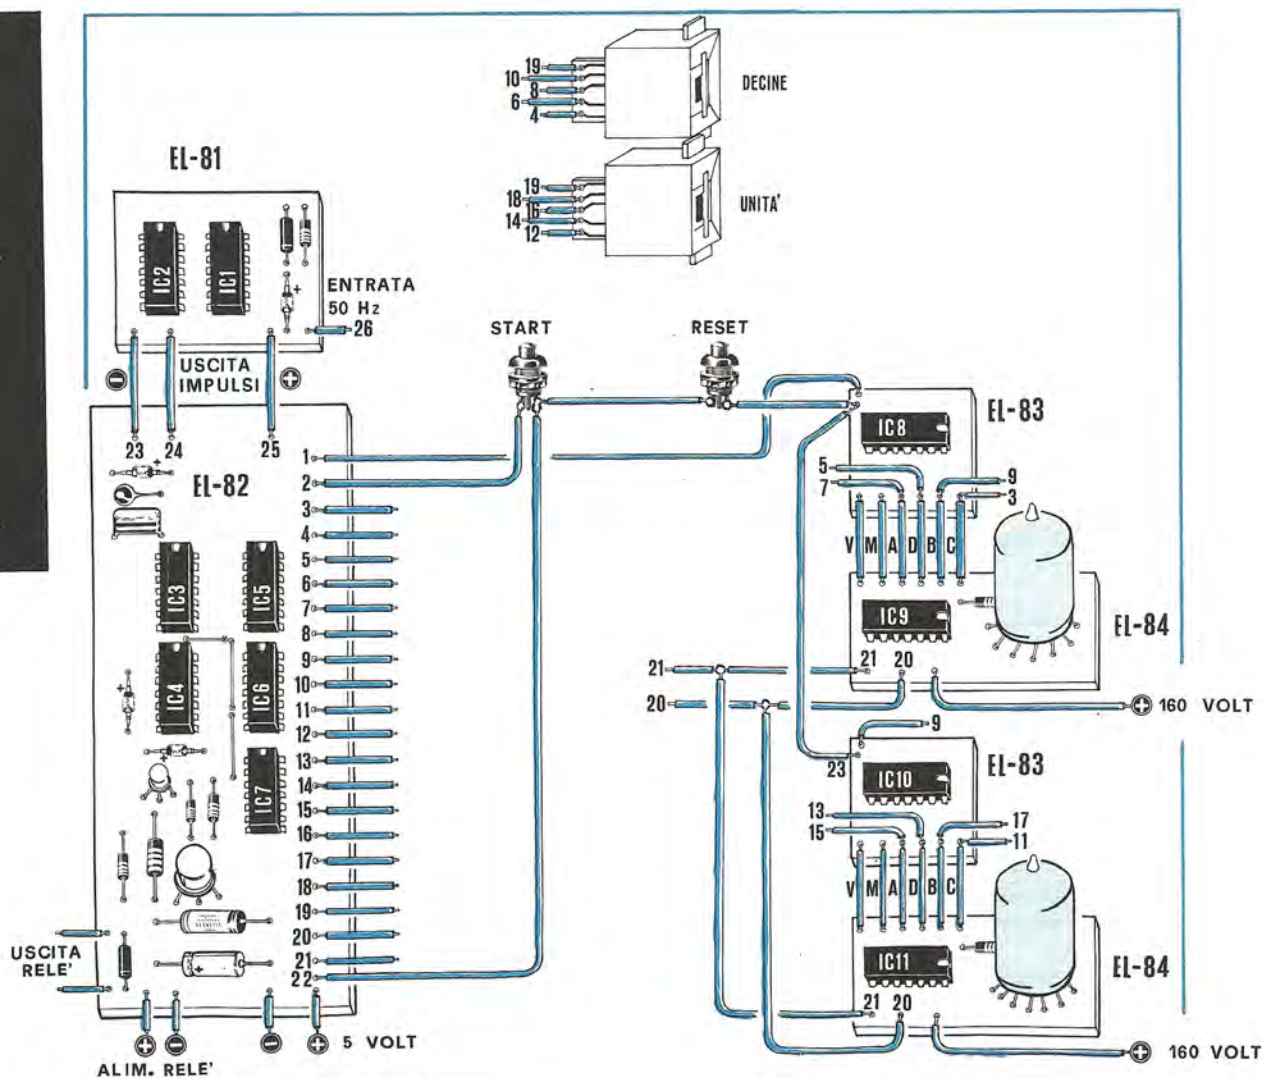 19
10
8
6
4
DECINE
19
18
16
14
12
UNITA'
EL-81
IC2
IC1
ENTRATA
50 Hz
26
USCITA
IMPULSI
23
24
25
EL-82
START
RESET
1
2
3
4
5
6
7
8
9
10
11
12
13
14
15
16
17
18
19
20
21
22
IC3
IC5
IC4
IC6
IC7
USCITA
RELE'
ALIM. RELE'
5 VOLT
EL-83
IC8
5
7
9
3
V M A D B C
IC9
EL-84
21
20
21
20
160 VOLT
9
23
EL-83
IC10
13
15
17
11
V M A D B C
IC11
EL-84
21
20
160 VOLT